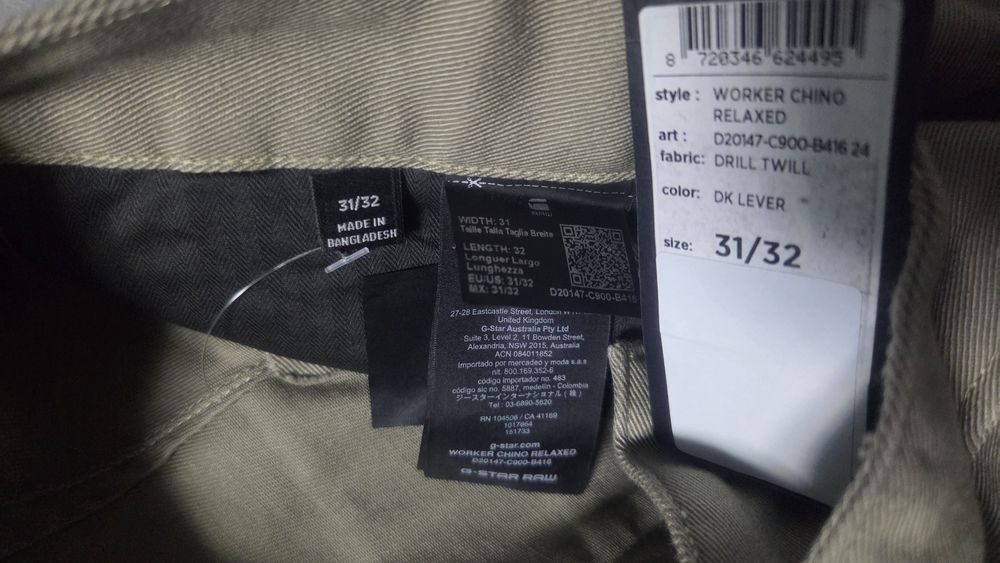 31/32
MADE IN
BANGLADESH
WIDTH: 31
Taille Talla Taglia Breite
LENGTH: 32
Longuer Largo
Lunghezza
EU/US: 31/32
MX: 31/32
D20147-C900-B416
27-28 Eastcastle Street, London
United Kingdom
G-Star Australia Pty Ltd
Suite 3, Level 2, 11 Bowden Street,
Alexandria, NSW 2015, Australia
ACN 084011852
Importado por mercadeo y moda s.a.s
nit. 800.169.352-6
código importador no. 483
código sic no. 5887, medelin - Colombia
ジースターインターナショナル(株)
Tel : 03-6890-5620
RN 104506 / CA 41169
1017864
151733
g-star.com
WORKER CHINO RELAXED
D20147-C900-B416
G-STAR RAW
8 720346 624495
style : WORKER CHINO
RELAXED
art : D20147-C900-B416 24
fabric: DRILL TWILL
color: DK LEVER
size: 31/32